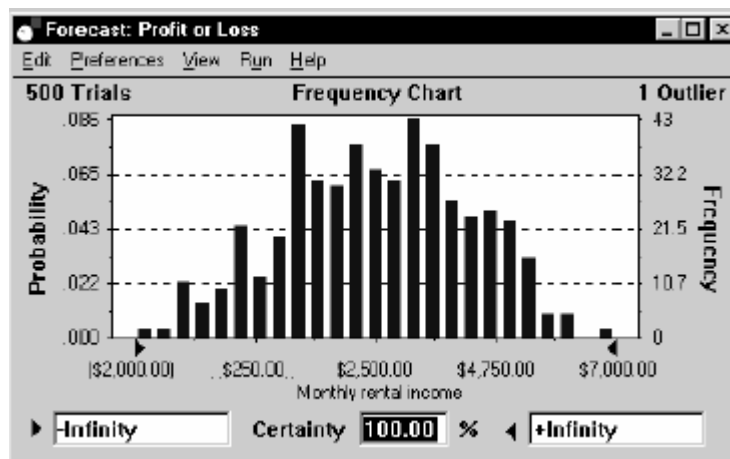 Forecast: Profit or Loss
Edit Preferences View Run Help
500 Trials Frequency Chart 1 Outlier
Probability
.086
.065
.043
.022
.000
43
32.2
21.5
10.7
0
Frequency
($2,000.00) $250.00 $2,500.00 $4,750.00 $7,000.00
Monthly rental income
-Infinity Certainty 100.00 % +Infinity